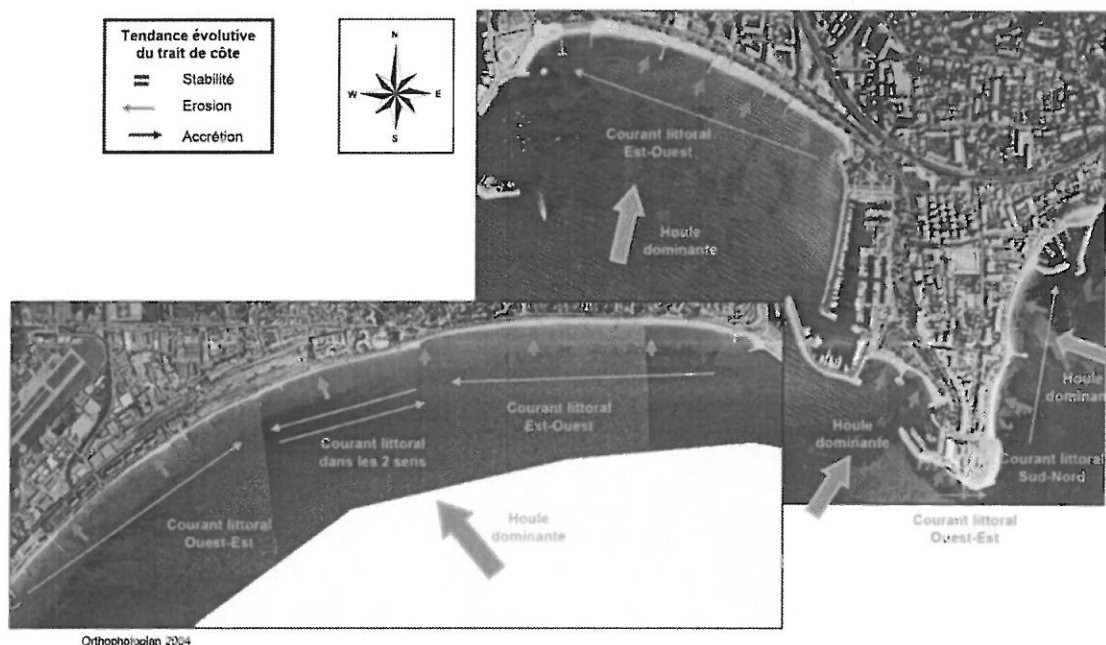 Tendance évolutive
du trait de côte
Stabilité
Erosion
Accrétion
N
W
E
S
Courant littoral
Est-Ouest
Houle
dominante
Houle
dominante
Courant littoral
Sud-Nord
Houle
dominante
Courant littoral
Ouest-Est
Courant littoral
Est-Ouest
Courant littoral
dans les 2 sens
Courant littoral
Ouest-Est
Houle
dominante
Orthophotoplan 2004